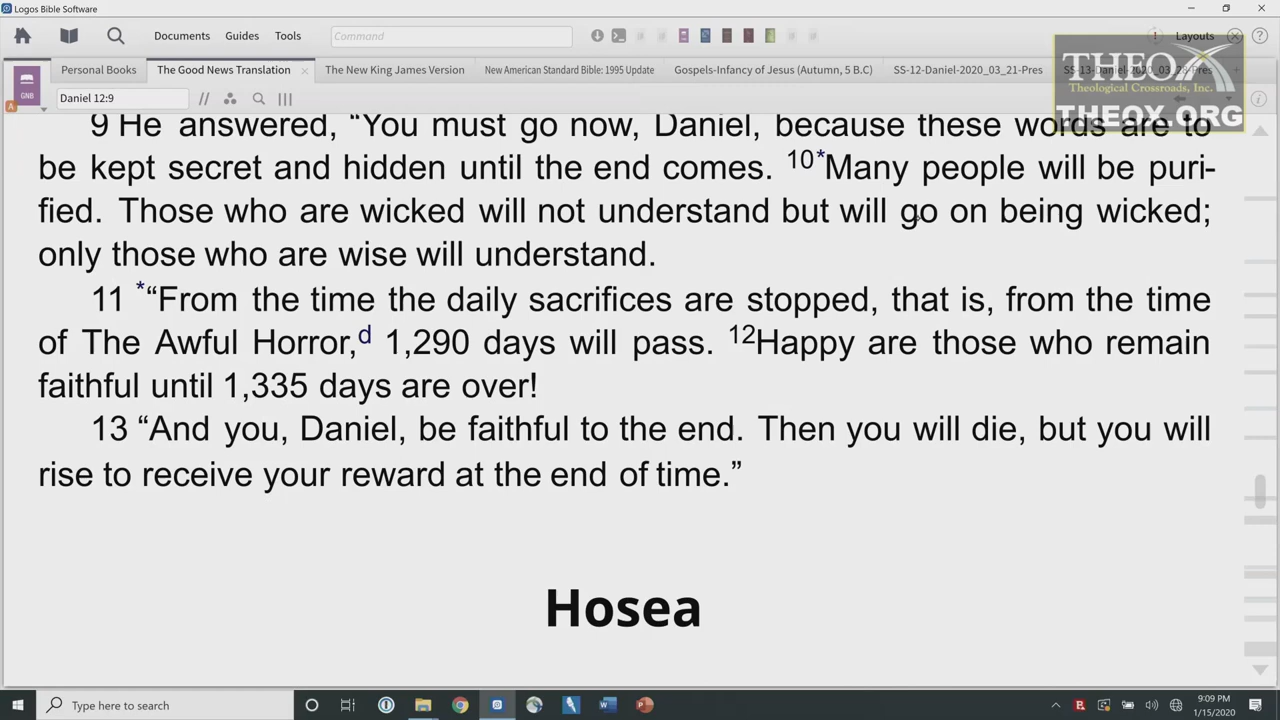 Logos Bible Software
Documents Guides Tools Command Layouts
Personal Books The Good News Translation The New Am. Jerusalem New American Standard Bible: 1995 Update Gospels-Infancy of Jesus (Autumn, 5 B.C) SS-12-Daniel-2020_03_21-Pres SS-13-Daniel-2020_03_28-Pres
THEOX
Theological Crossroads, Inc.
THEOX.ORG
GNB
Daniel 12:9
9 He answered, “You must go now, Daniel, because these words are to
be kept secret and hidden until the end comes. 10*Many people will be puri-
fied. Those who are wicked will not understand but will go on being wicked;
only those who are wise will understand.
11 *“From the time the daily sacrifices are stopped, that is, from the time
of The Awful Horror,d 1,290 days will pass. 12Happy are those who remain
faithful until 1,335 days are over!
13 “And you, Daniel, be faithful to the end. Then you will die, but you will
rise to receive your reward at the end of time.”
Hosea
Type here to search
9:09 PM
1/15/2020